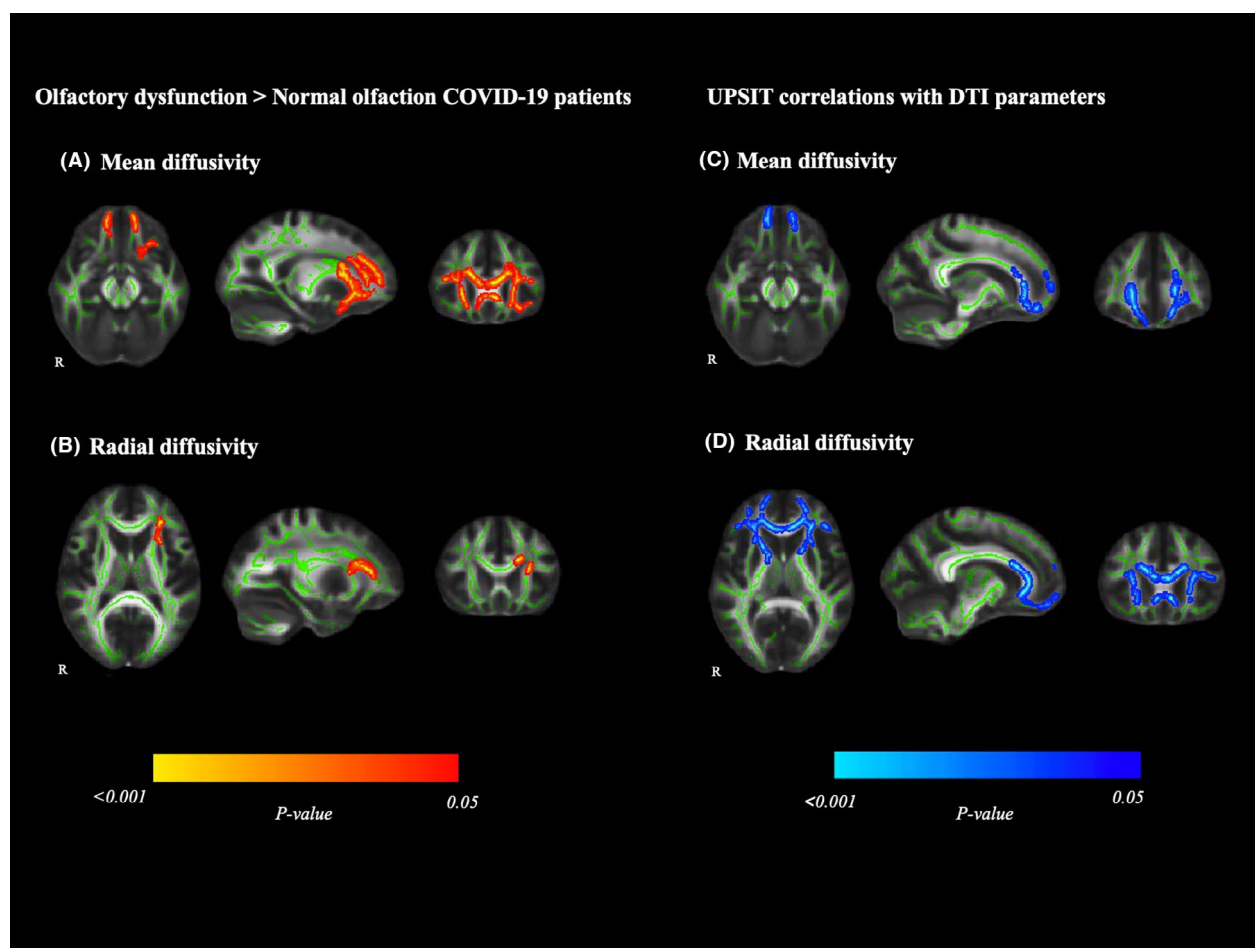 Olfactory dysfunction > Normal olfaction COVID-19 patients
(A) Mean diffusivity
R
(B) Radial diffusivity
R
<0.001
0.05
P-value
UPSIT correlations with DTI parameters
(C) Mean diffusivity
R
(D) Radial diffusivity
R
<0.001
0.05
P-value